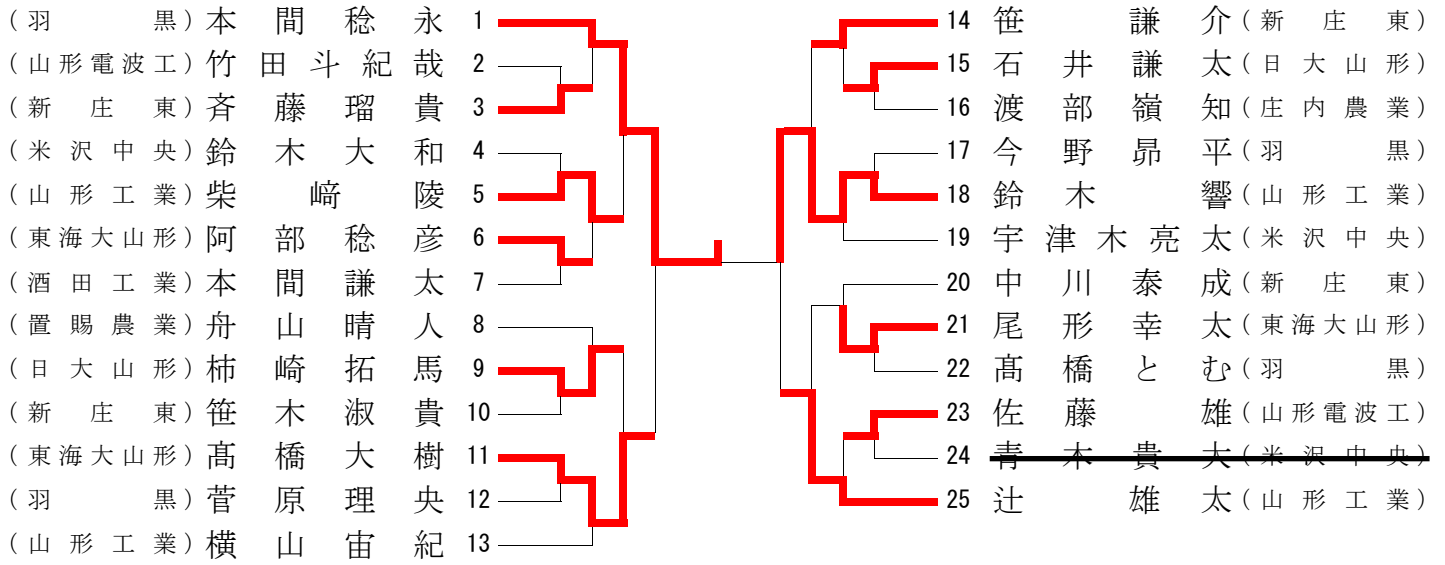 (羽黒)本間稔永 1
(山形電波工)竹田斗紀哉 2
(新庄東)斉藤瑠貴 3
(米沢中央)鈴木大和 4
(山形工業)柴﨑陵 5
(東海大山形)阿部稔彦 6
(酒田工業)本間謙太 7
(置賜農業)舟山晴人 8
(日大山形)柿崎拓馬 9
(新庄東)笹木淑貴 10
(東海大山形)髙橋大樹 11
(羽黒)菅原理央 12
(山形工業)横山宙紀 13
14 笹謙介(新庄東)
15 石井謙太(日大山形)
16 渡部嶺知(庄内農業)
17 今野昴平(羽黒)
18 鈴木響(山形工業)
19 宇津木亮太(米沢中央)
20 中川泰成(新庄東)
21 尾形幸太(東海大山形)
22 髙橋とむ(羽黒)
23 佐藤雄(山形電波工)
24 青木貴大(米沢中央)
25 辻雄太(山形工業)